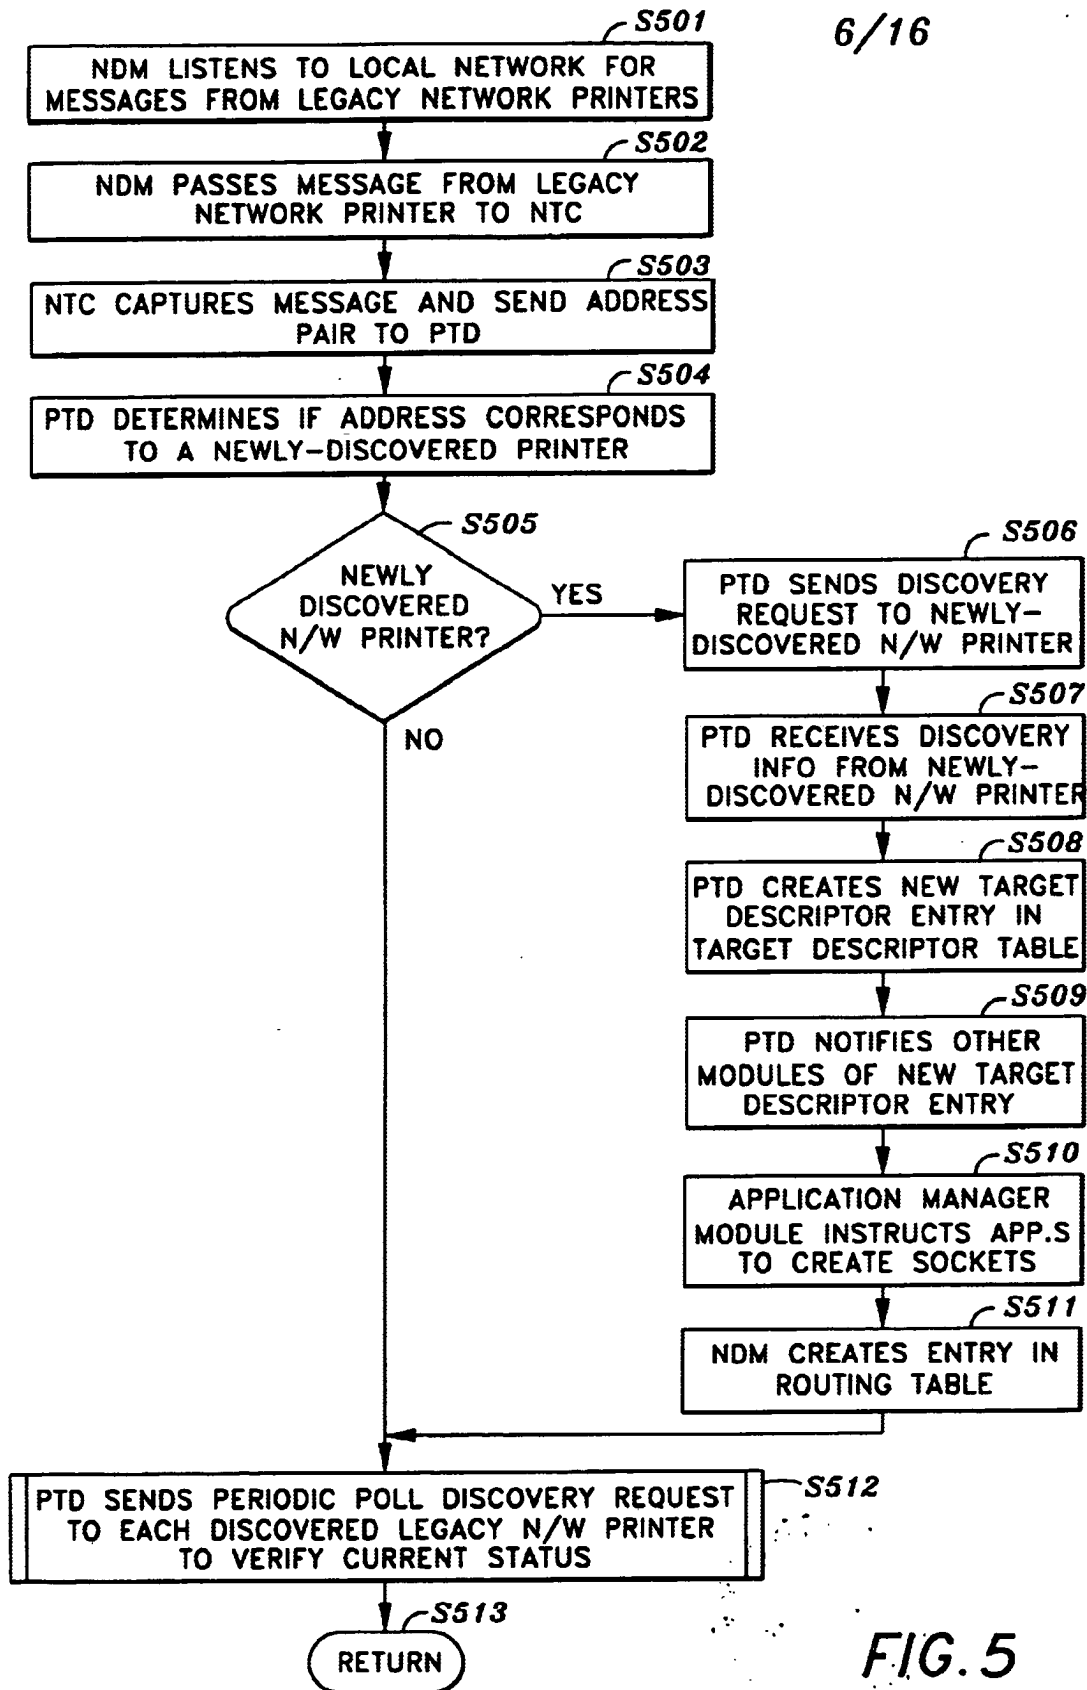 6/16
S501
NDM LISTENS TO LOCAL NETWORK FOR
MESSAGES FROM LEGACY NETWORK PRINTERS
S502
NDM PASSES MESSAGE FROM LEGACY
NETWORK PRINTER TO NTC
S503
NTC CAPTURES MESSAGE AND SEND ADDRESS
PAIR TO PTD
S504
PTD DETERMINES IF ADDRESS CORRESPONDS
TO A NEWLY-DISCOVERED PRINTER
S505
NEWLY
DISCOVERED
N/W PRINTER?
YES
NO
S506
PTD SENDS DISCOVERY
REQUEST TO NEWLY-
DISCOVERED N/W PRINTER
S507
PTD RECEIVES DISCOVERY
INFO FROM NEWLY-
DISCOVERED N/W PRINTER
S508
PTD CREATES NEW TARGET
DESCRIPTOR ENTRY IN
TARGET DESCRIPTOR TABLE
S509
PTD NOTIFIES OTHER
MODULES OF NEW TARGET
DESCRIPTOR ENTRY
S510
APPLICATION MANAGER
MODULE INSTRUCTS APP.S
TO CREATE SOCKETS
S511
NDM CREATES ENTRY IN
ROUTING TABLE
S512
PTD SENDS PERIODIC POLL DISCOVERY REQUEST
TO EACH DISCOVERED LEGACY N/W PRINTER
TO VERIFY CURRENT STATUS
S513
RETURN
FIG. 5